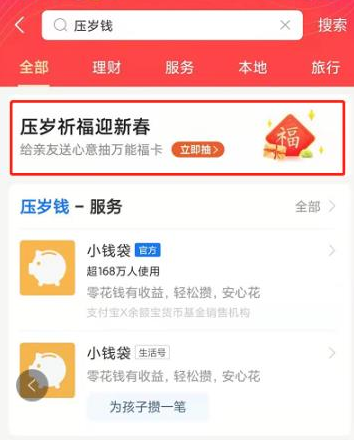 压岁钱
搜索
全部
理财
服务
本地
旅行
压岁祈福迎新春
给亲友送心意抽万能福卡 立即抽>
福
压岁钱 - 服务
全部
小钱袋 官方
超168万人使用
零花钱有收益，轻松攒，安心花
支付宝X余额宝货币基金销售机构
小钱袋 生活号
零花钱有收益，轻松攒，安心花
为孩子攒一笔